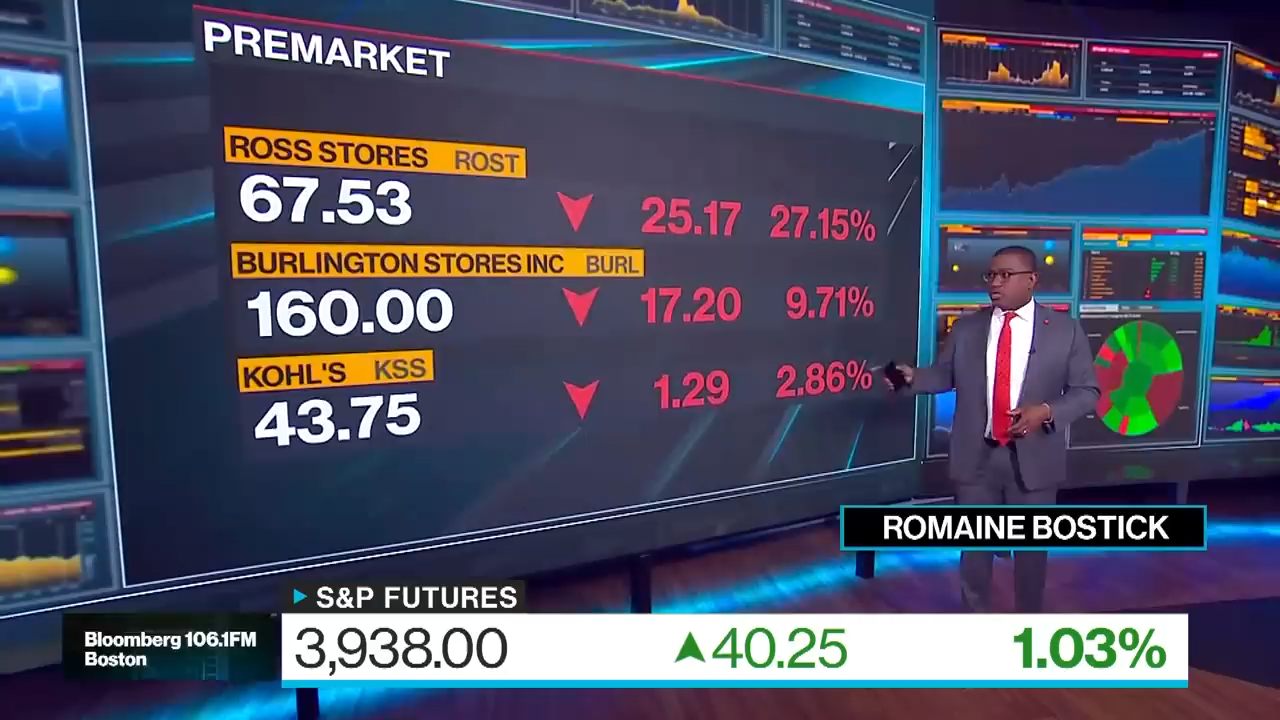 PREMARKET
ROSS STORES ROST
67.53 25.17 27.15%
BURLINGTON STORES INC BURL
160.00 17.20 9.71%
KOHL'S KSS
43.75 1.29 2.86%
ROMAINE BOSTICK
S&P FUTURES
Bloomberg 106.1FM
Boston
3,938.00 40.25 1.03%